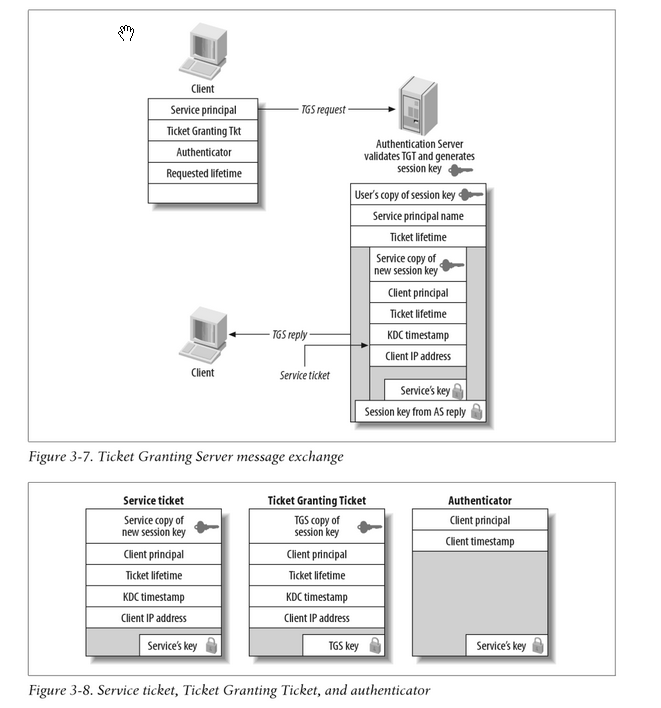 Client
Service principal
Ticket Granting Tkt
Authenticator
Requested lifetime
TGS request
Authentication Server
validates TGT and generates
session key
User's copy of session key
Service principal name
Ticket lifetime
Service copy of
new session key
Client principal
Ticket lifetime
KDC timestamp
Client IP address
Service's key
Session key from AS reply
TGS reply
Service ticket
Client
Figure 3-7. Ticket Granting Server message exchange
Service ticket
Service copy of
new session key
Client principal
Ticket lifetime
KDC timestamp
Client IP address
Service's key
Ticket Granting Ticket
TGS copy of
session key
Client principal
Ticket lifetime
KDC timestamp
Client IP address
TGS key
Authenticator
Client principal
Client timestamp
Service's key
Figure 3-8. Service ticket, Ticket Granting Ticket, and authenticator